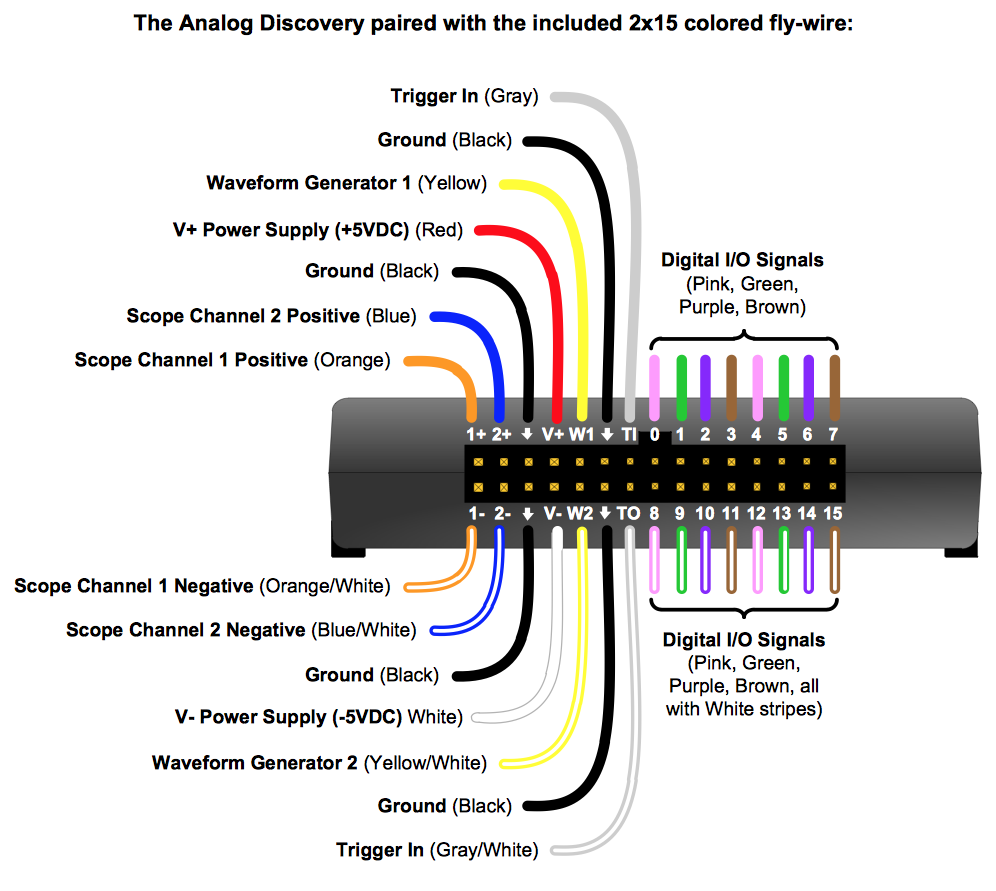 The Analog Discovery paired with the included 2x15 colored fly-wire:
Trigger In (Gray)
Ground (Black)
Waveform Generator 1 (Yellow)
V+ Power Supply (+5VDC) (Red)
Ground (Black)
Scope Channel 2 Positive (Blue)
Scope Channel 1 Positive (Orange)
Digital I/O Signals
(Pink, Green,
Purple, Brown)
1+ 2+ V+ W1 TI 0 1 2 3 4 5 6 7
1- 2- V- W2 TO 8 9 10 11 12 13 14 15
Scope Channel 1 Negative (Orange/White)
Scope Channel 2 Negative (Blue/White)
Ground (Black)
V- Power Supply (-5VDC) White)
Waveform Generator 2 (Yellow/White)
Ground (Black)
Trigger In (Gray/White)
Digital I/O Signals
(Pink, Green,
Purple, Brown, all
with White stripes)